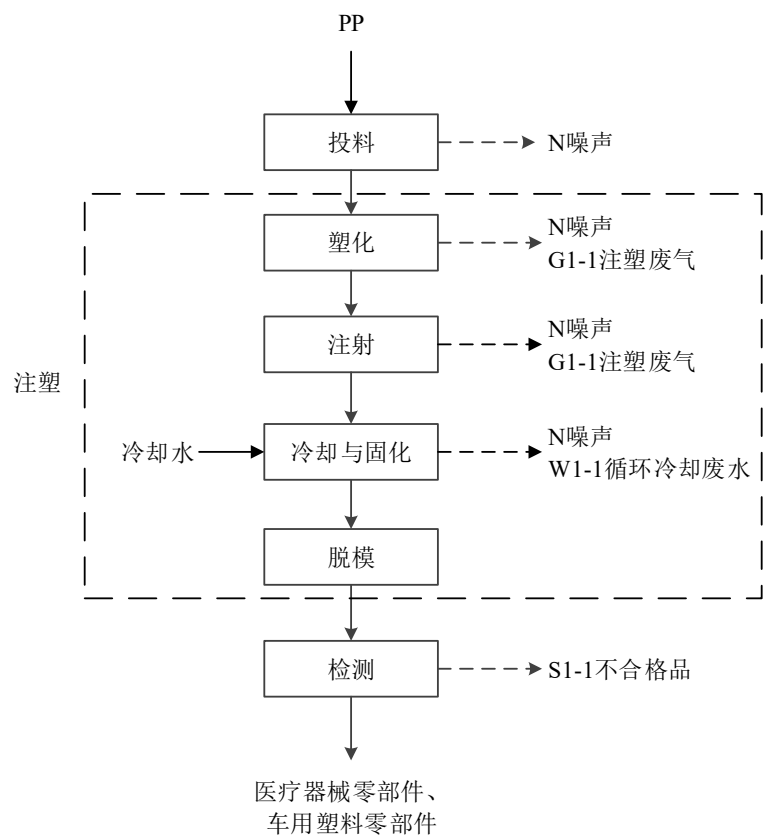 PP
投料
N噪声
塑化
N噪声
G1-1注塑废气
注射
N噪声
G1-1注塑废气
注塑
冷却水
冷却与固化
N噪声
W1-1循环冷却废水
脱模
检测
S1-1不合格品
医疗器械零部件、
车用塑料零部件